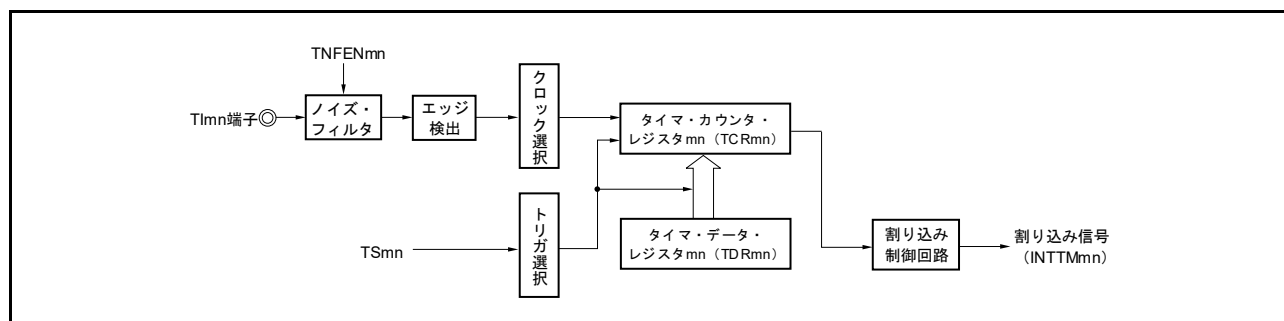 TNFENmn
TImn端子
ノイズ・
フィルタ
エッジ
検出
クロック選択
タイマ・カウンタ・
レジスタmn（TCRmn）
TSmn
トリガ選択
タイマ・データ・
レジスタmn（TDRmn）
割り込み
制御回路
割り込み信号
（INTTMmn）